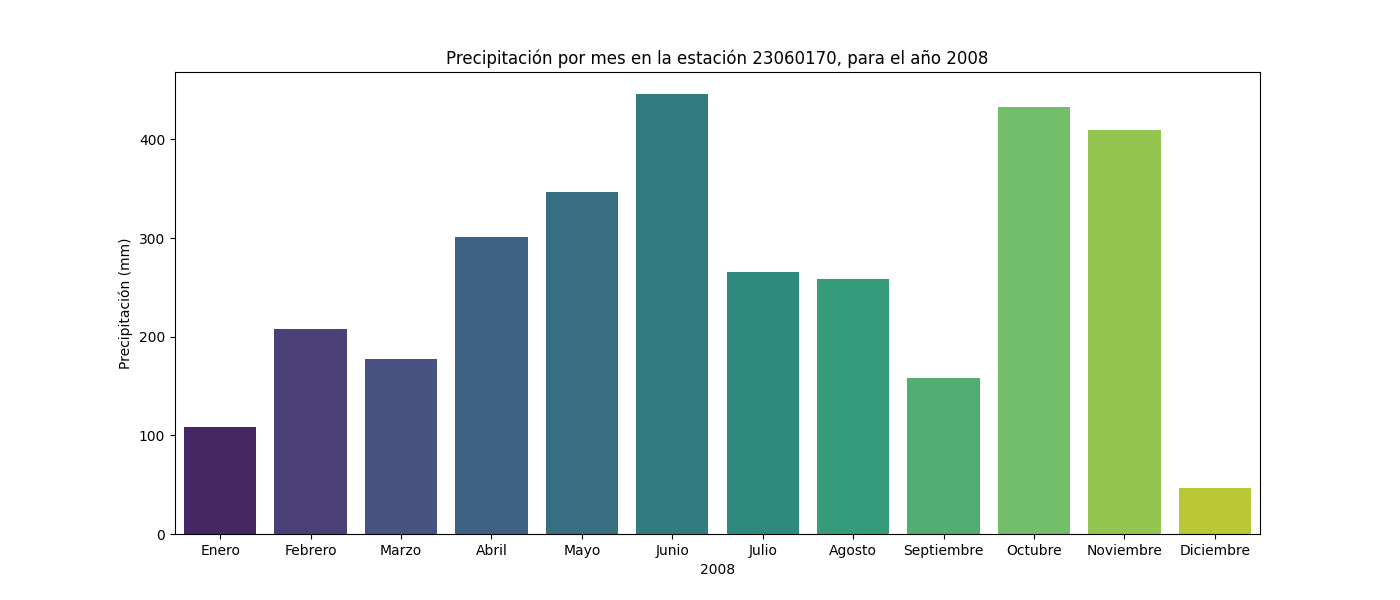 Precipitación por mes en la estación 23060170, para el año 2008
Precipitación (mm)
400
300
200
100
0
Enero Febrero Marzo Abril Mayo Junio Julio Agosto Septiembre Octubre Noviembre Diciembre
2008